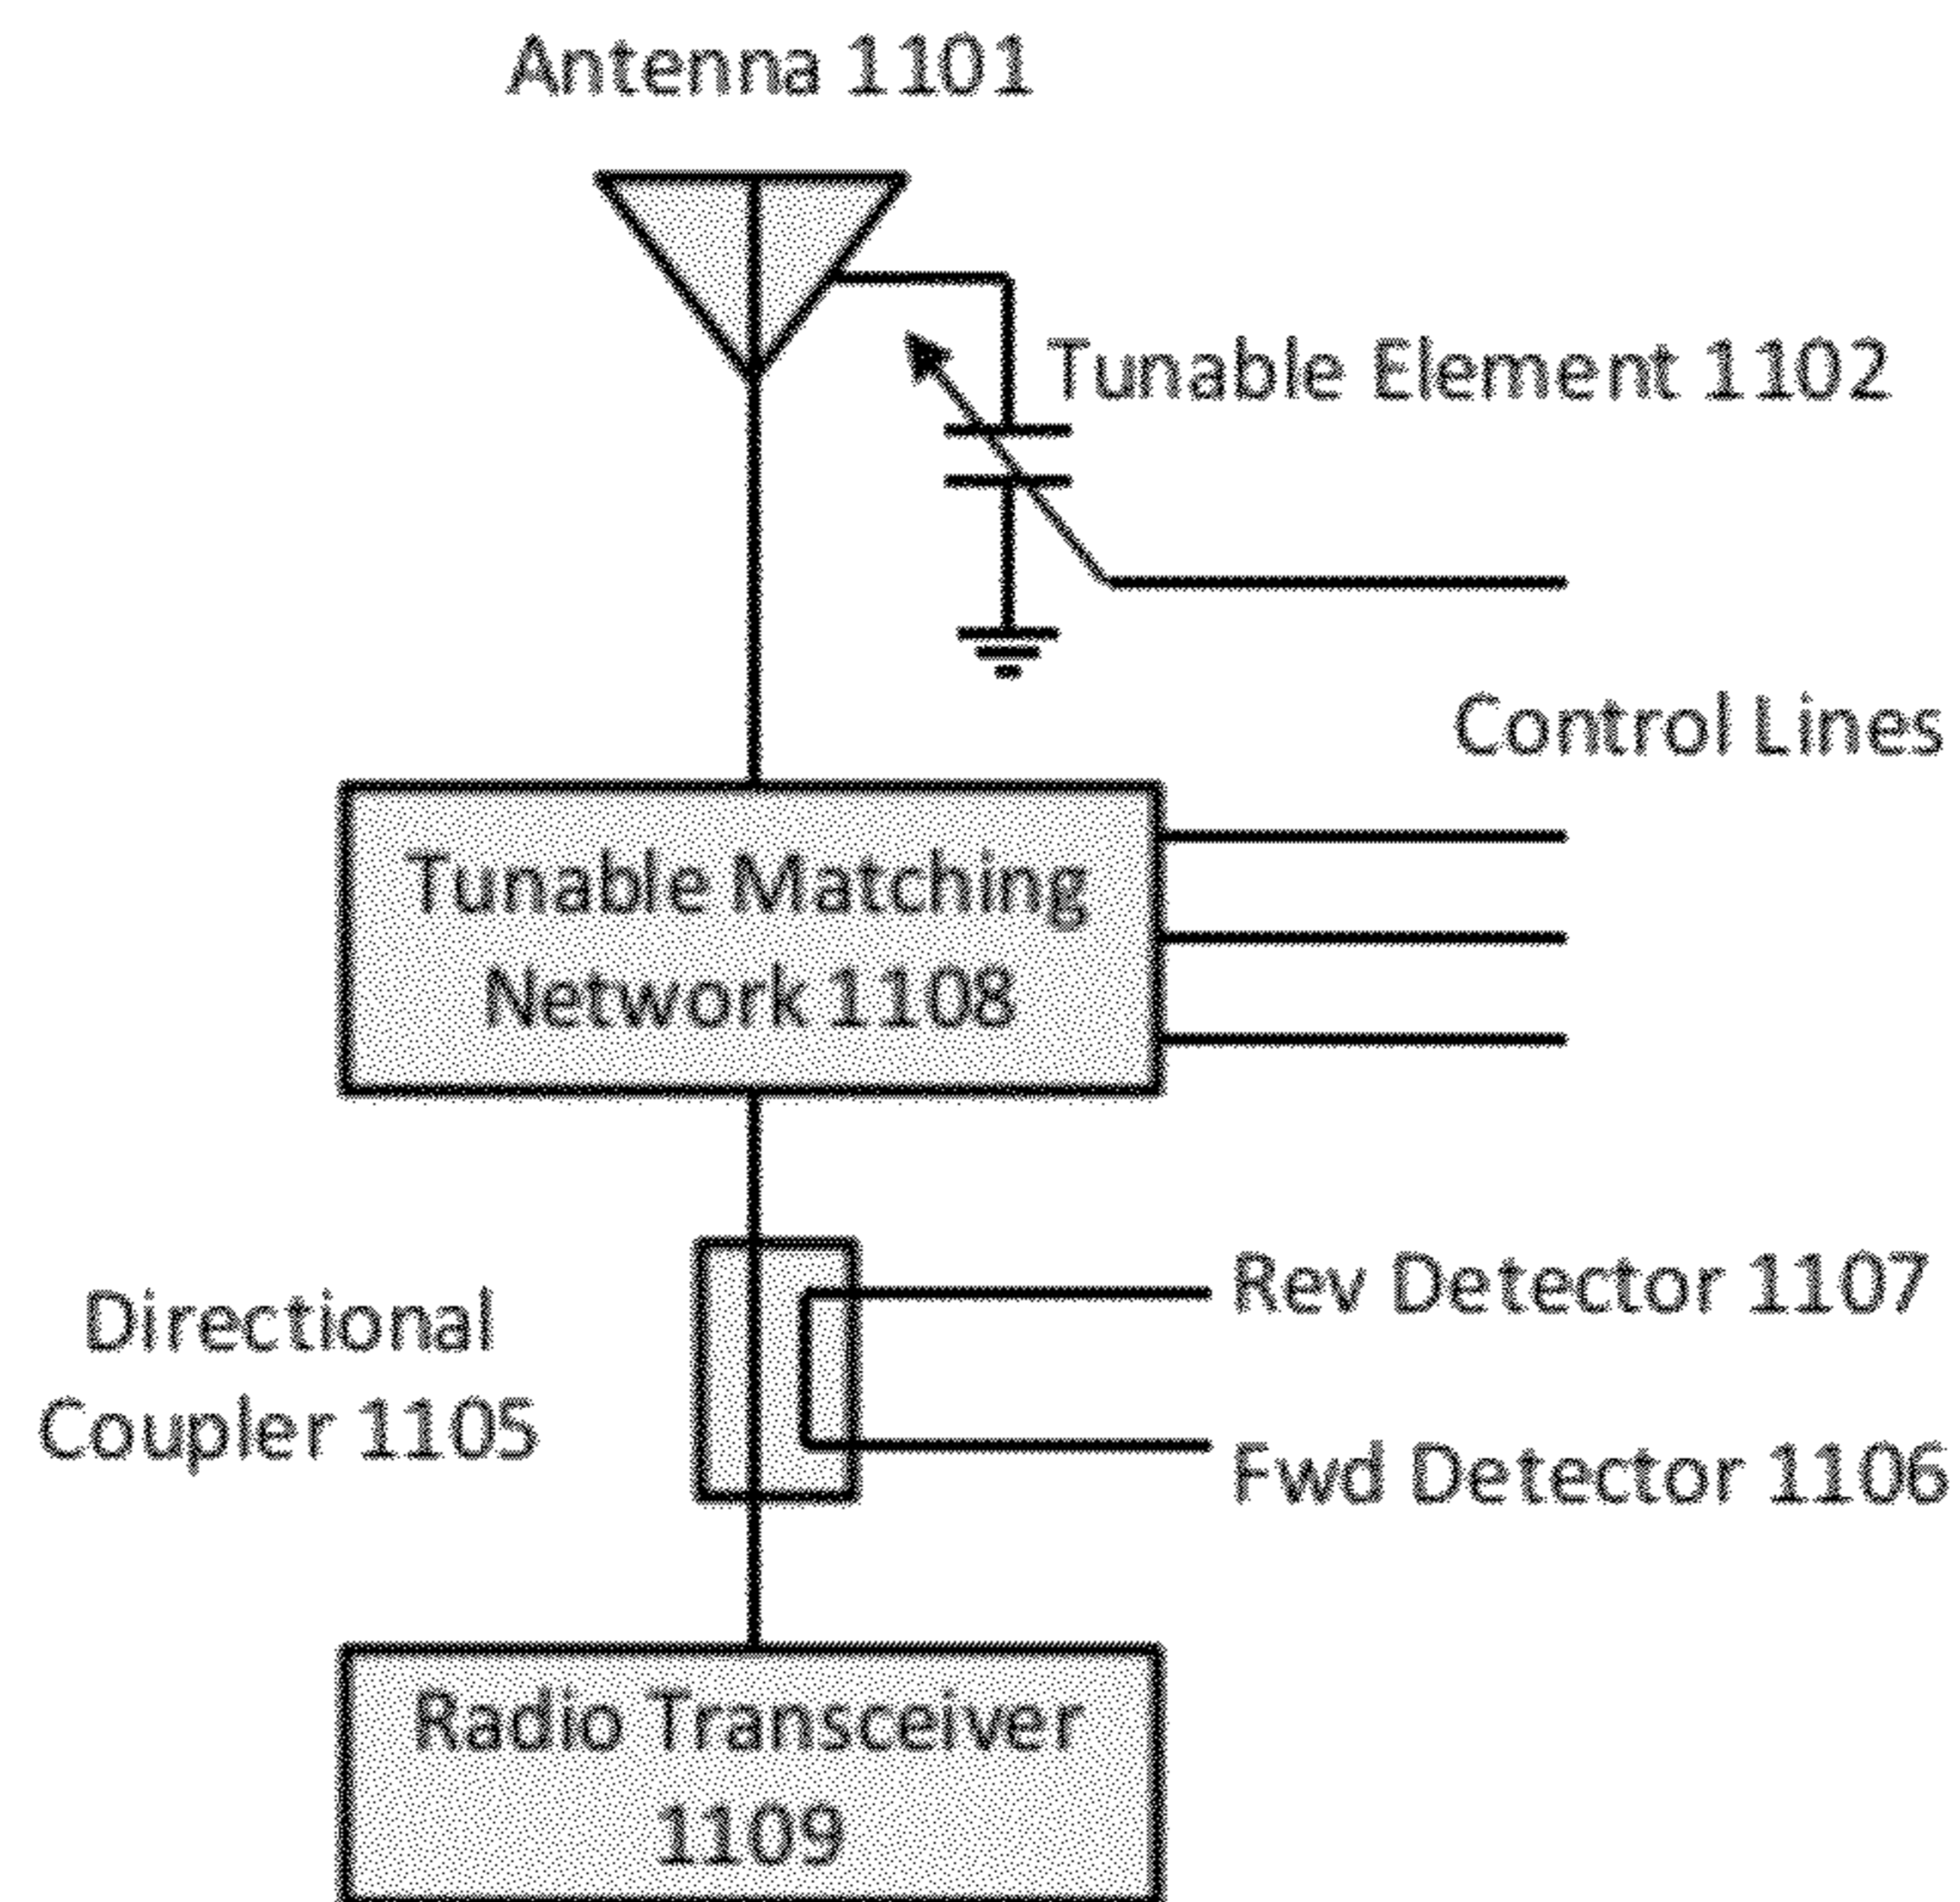 Antenna 1101
Tunable Element 1102
Control Lines
Tunable Matching
Network 1108
Directional
Coupler 1105
Rev Detector 1107
Fwd Detector 1106
Radio Transceiver
1109